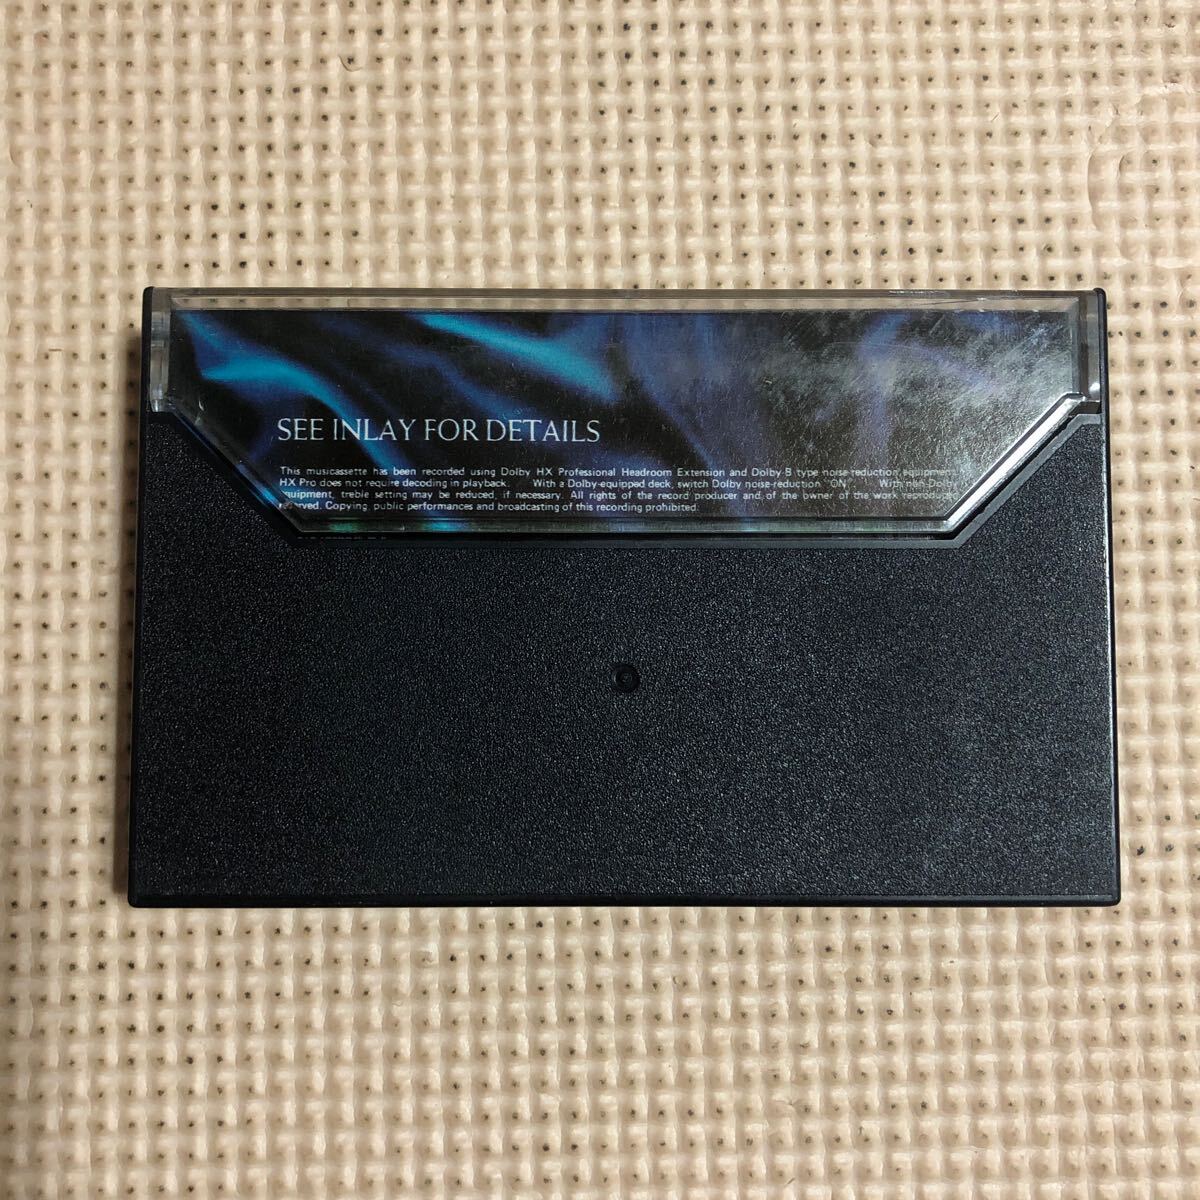 SEE INLAY FOR DETAILS
This musicassette has been recorded using Dolby HX Professional Headroom Extension and Dolby B type noise-reduction equipment.
HX Pro does not require decoding in playback. With a Dolby-equipped deck, switch Dolby noise-reduction "ON". With non-Dolby
equipment, treble setting may be reduced, if necessary. All rights of the record producer and of the owner of the work reproduced
reserved. Copying, public performances and broadcasting of this recording prohibited.